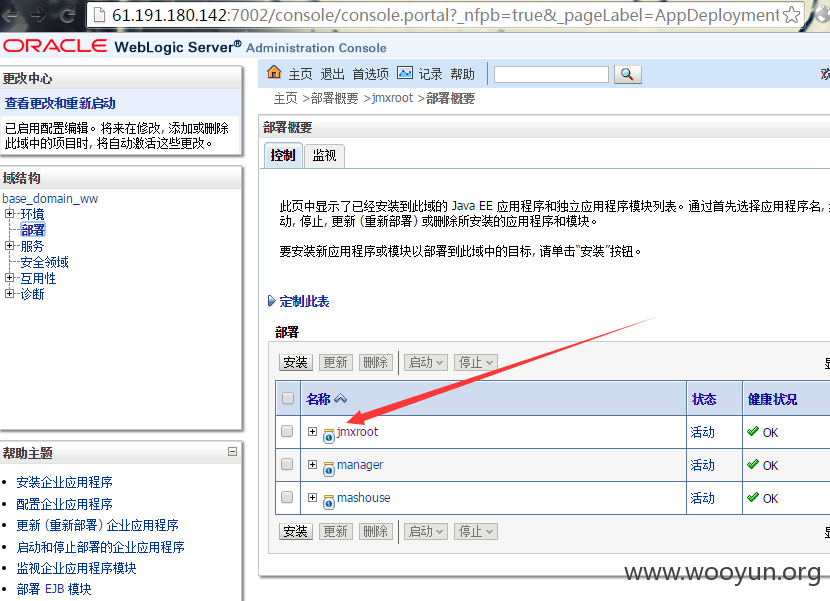 61.191.180.142:7002/console/console.portal?_nfpb=true&_pageLabel=AppDeployment
ORACLE WebLogic Server® Administration Console
更改中心
查看更改和重新启动
已启用配置编辑。将来在修改, 添加或删除
此域中的项目时, 将自动激活这些更改。
域结构
base_domain_ww
环境
部署
服务
安全领域
互用性
诊断
帮助主题
安装企业应用程序
配置企业应用程序
更新 (重新部署) 企业应用程序
启动和停止部署的企业应用程序
监视企业应用程序模块
部署 EJB 模块
主页 退出 首选项 记录 帮助
主页 >部署概要 >jmxroot >部署概要
部署概要
控制 监视
此页中显示了已经安装到此域的 Java EE 应用程序和独立应用程序模块列表。通过首先选择应用程序名,
动, 停止, 更新 (重新部署) 或删除所安装的应用程序和模块。
要安装新应用程序或模块以部署到此域中的目标, 请单击“安装”按钮。
定制此表
部署
安装 更新 删除 启动 停止
名称 状态 健康状况
jmxroot 活动 OK
manager 活动 OK
mashouse 活动 OK
安装 更新 删除 启动 停止
www.wooyun.org